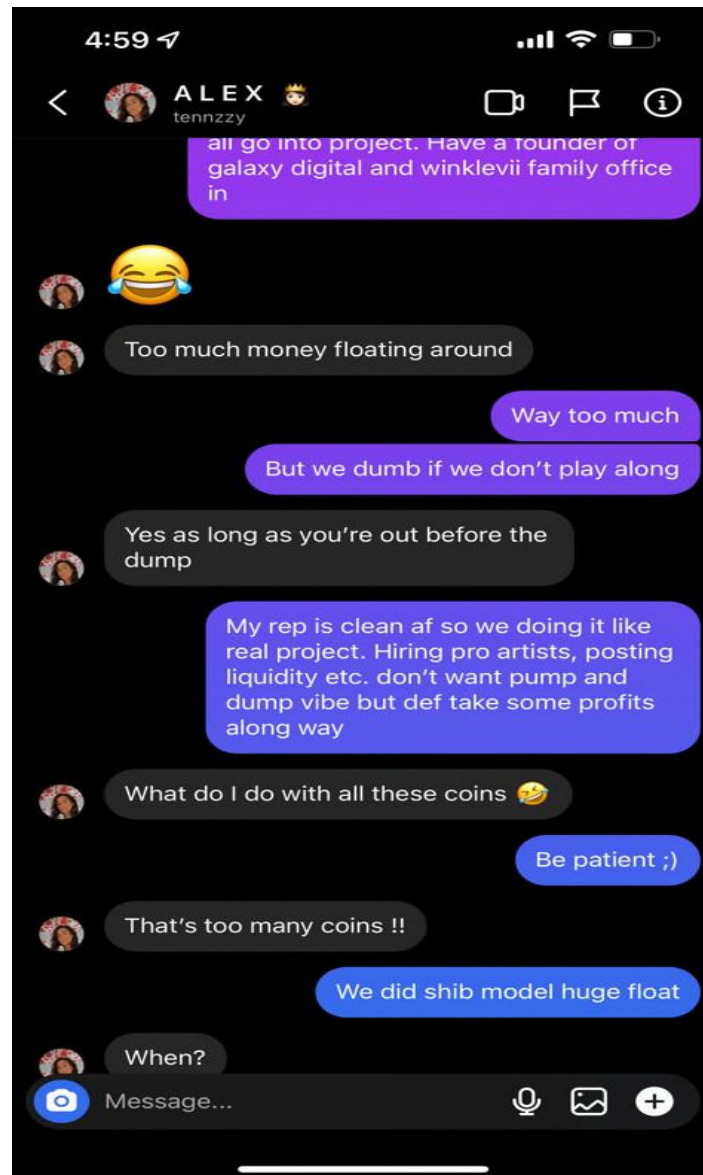 4:59
ALEX
tennzzy
all go into project. Have a founder of
galaxy digital and winklevii family office
in
Too much money floating around
Way too much
But we dumb if we don’t play along
Yes as long as you’re out before the
dump
My rep is clean af so we doing it like
real project. Hiring pro artists, posting
liquidity etc. don’t want pump and
dump vibe but def take some profits
along way
What do I do with all these coins
Be patient ;)
That’s too many coins !!
We did shib model huge float
When?
Message...